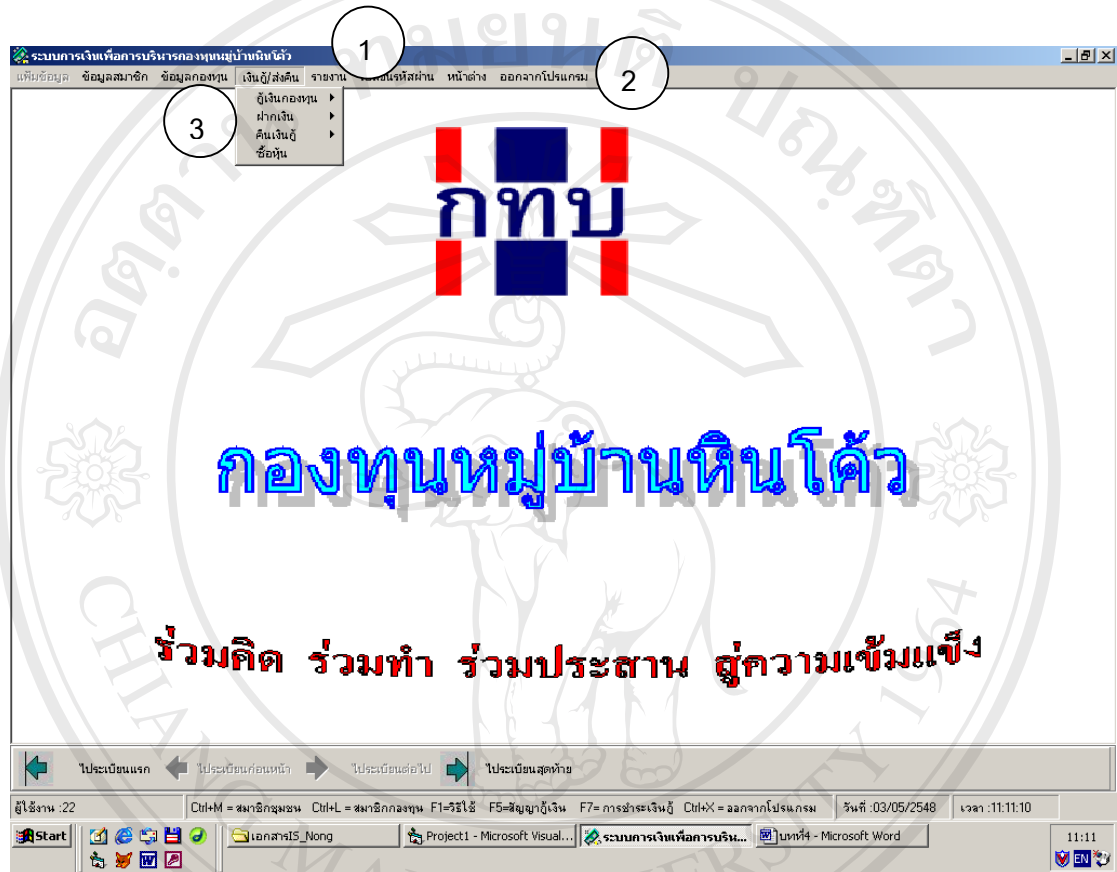 1
ระบบการเงินเพื่อการบริหารกองทุนหมู่บ้านหินโค้ว
แฟ้มข้อมูล ข้อมูลสมาชิก ข้อมูลกองทุน เงินกู้/ส่งคืน รายงาน รหัสผ่าน หน้าต่าง ออกจากโปรแกรม
2
กู้เงินกองทุน
ฝากเงิน
3
คืนเงินกู้
ซื้อหุ้น
กทบ
กองทุนหมู่บ้านหินโค้ว
ร่วมคิด ร่วมทำ ร่วมประสาน สู่ความเข้มแข็ง
ไประเบียนแรก ไประเบียนก่อนหน้า ไประเบียนต่อไป ไประเบียนสุดท้าย
ผู้ใช้งาน :22 Ctrl+M = สมาชิกชุมชน Ctrl+L = สมาชิกกองทุน F1=วิธีใช้ F5=สัญญากู้เงิน F7= การชำระเงินกู้ Ctrl+X = ออกจากโปรแกรม วันที่ :03/05/2548 เวลา :11:11:10
Start เอกสารIS_Nong Project1 - Microsoft Visual... ระบบการเงินเพื่อการบริห... บทที่4 - Microsoft Word 11:11
EN
CHIANG MAI UNIVERSITY 1964